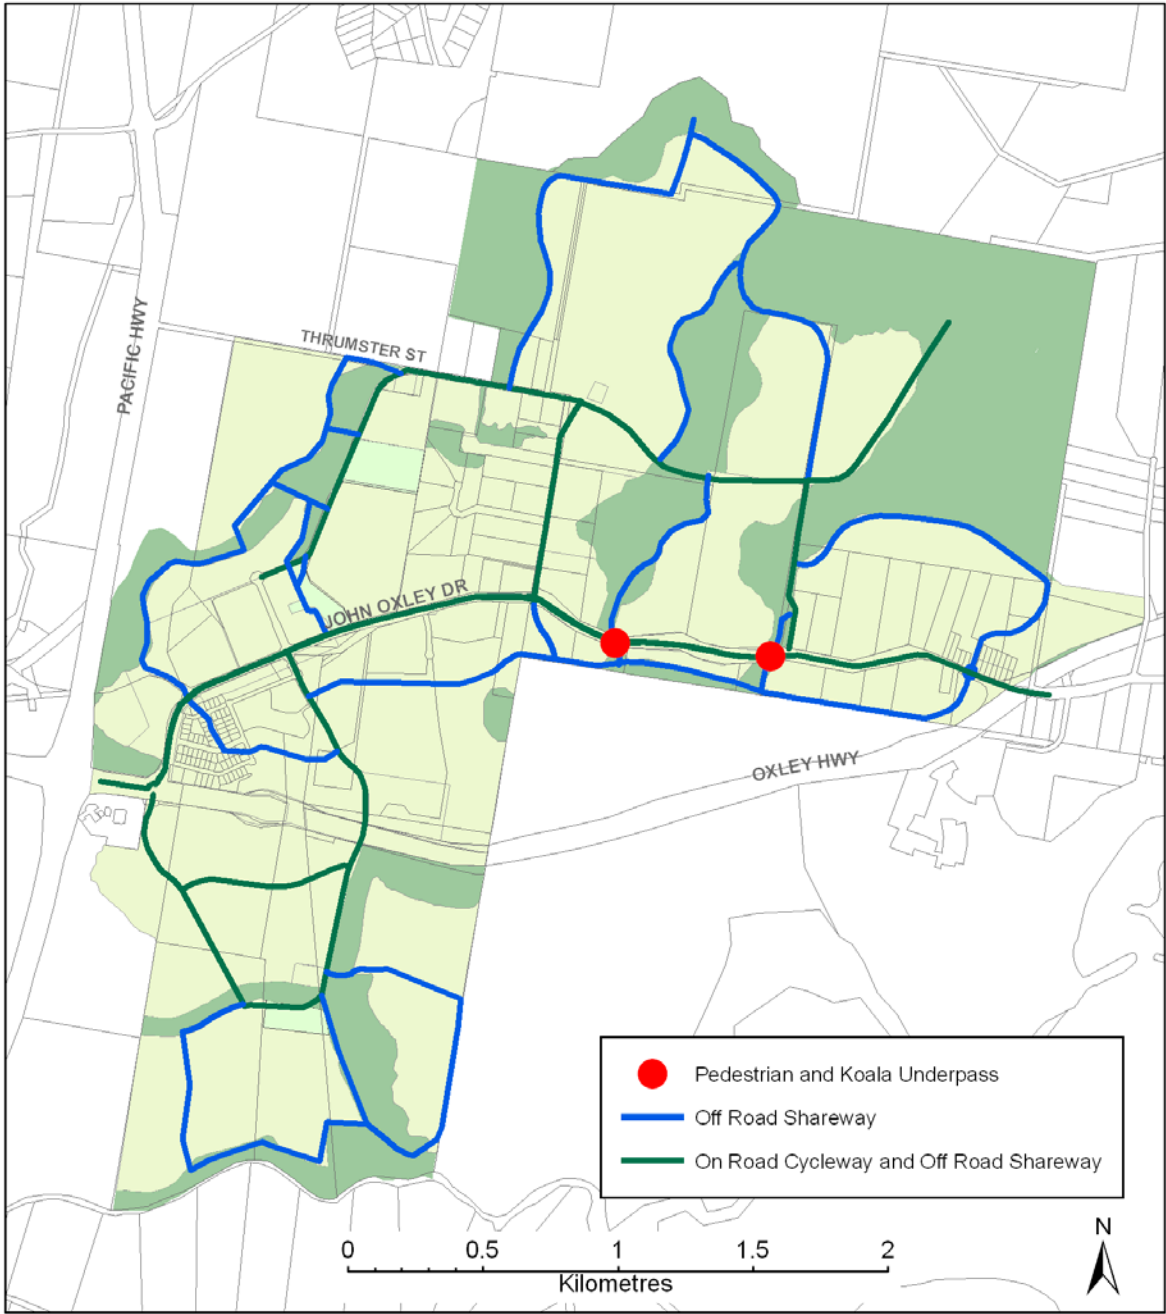 THRUMSTER ST
PACIFIC HWY
JOHN OXLEY DR
OXLEY HWY
Pedestrian and Koala Underpass
Off Road Shareway
On Road Cycleway and Off Road Shareway
0 0.5 1 1.5 2
Kilometres
N